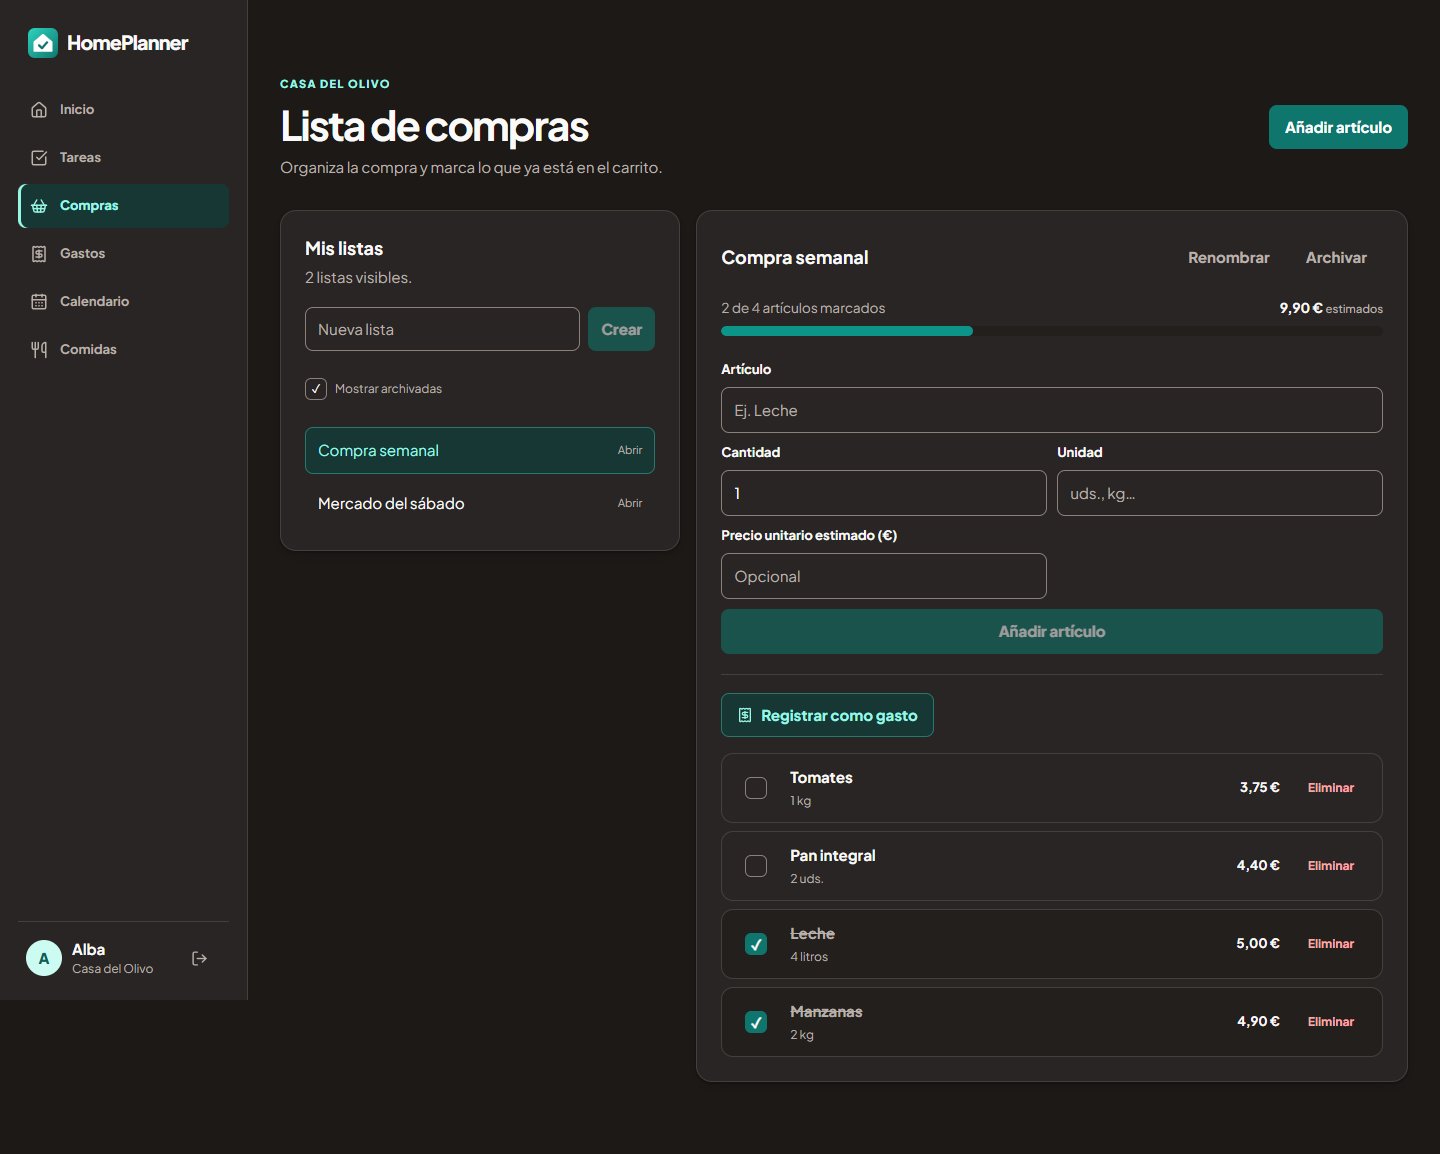 HomePlanner
Inicio
Tareas
Compras
Gastos
Calendario
Comidas
A
Alba
Casa del Olivo
CASA DEL OLIVO
Lista de compras
Organiza la compra y marca lo que ya está en el carrito.
Añadir artículo
Mis listas
2 listas visibles.
Nueva lista
Crear
Mostrar archivadas
Compra semanal Abrir
Mercado del sábado Abrir
Compra semanal Renombrar Archivar
2 de 4 artículos marcados 9,90 € estimados
Artículo
Ej. Leche
Cantidad Unidad
1 uds., kg...
Precio unitario estimado (€)
Opcional
Añadir artículo
Registrar como gasto
Tomates
1 kg
3,75 € Eliminar
Pan integral
2 uds.
4,40 € Eliminar
Leche
4 litros
5,00 € Eliminar
Manzanas
2 kg
4,90 € Eliminar